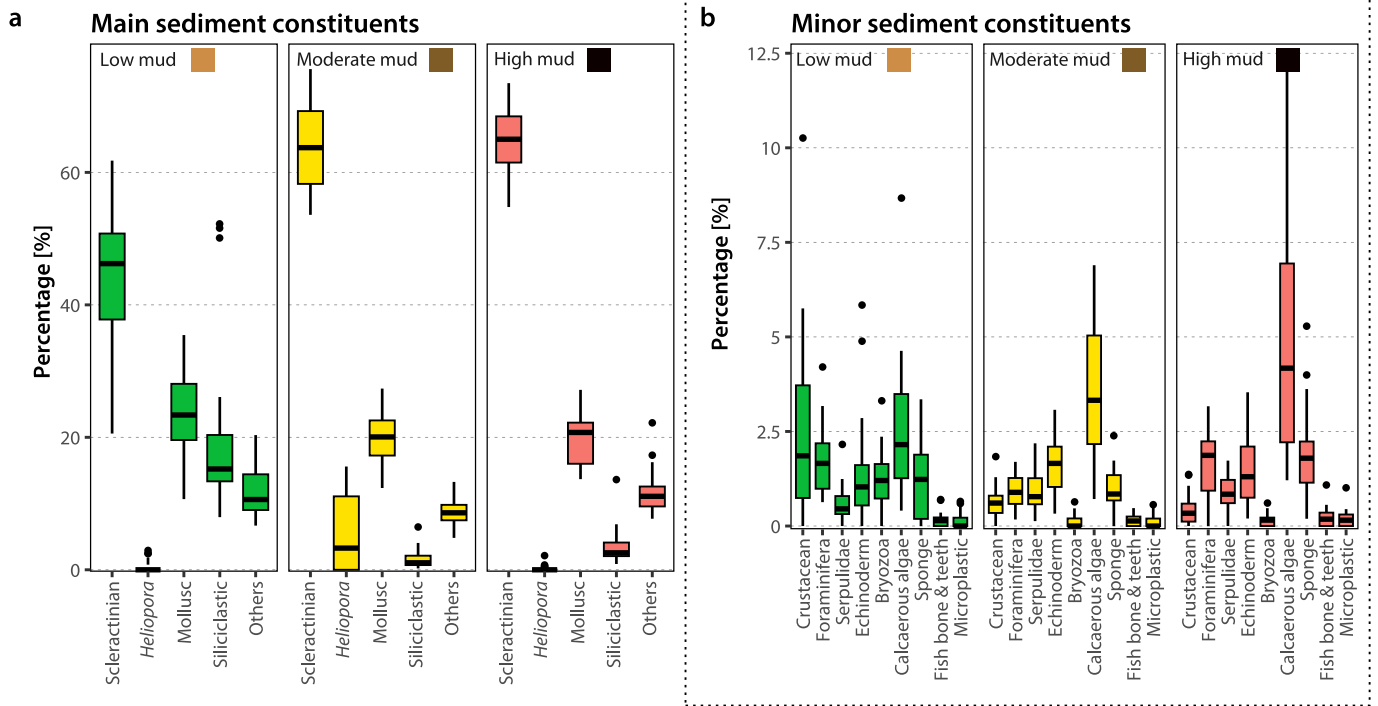 a
Main sediment constituents
Low mud
Moderate mud
High mud
Percentage [%]
60
40
20
0
Scleractinian
Heliopora
Mollusc
Siliciclastic
Others
Scleractinian
Heliopora
Mollusc
Siliciclastic
Others
Scleractinian
Heliopora
Mollusc
Siliciclastic
Others
b
Minor sediment constituents
Low mud
Moderate mud
High mud
Percentage [%]
12.5
10
7.5
5
2.5
0
Crustacean
Foraminifera
Serpulidae
Echinoderm
Bryozoa
Calcaerous algae
Sponge
Fish bone & teeth
Microplastic
Crustacean
Foraminifera
Serpulidae
Echinoderm
Bryozoa
Calcaerous algae
Sponge
Fish bone & teeth
Microplastic
Crustacean
Foraminifera
Serpulidae
Echinoderm
Bryozoa
Calcaerous algae
Sponge
Fish bone & teeth
Microplastic